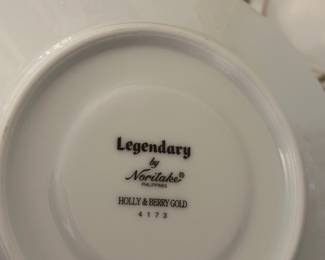 Legendary
by
Noritake®
PHILIPPINES
HOLLY & BERRY GOLD
4173